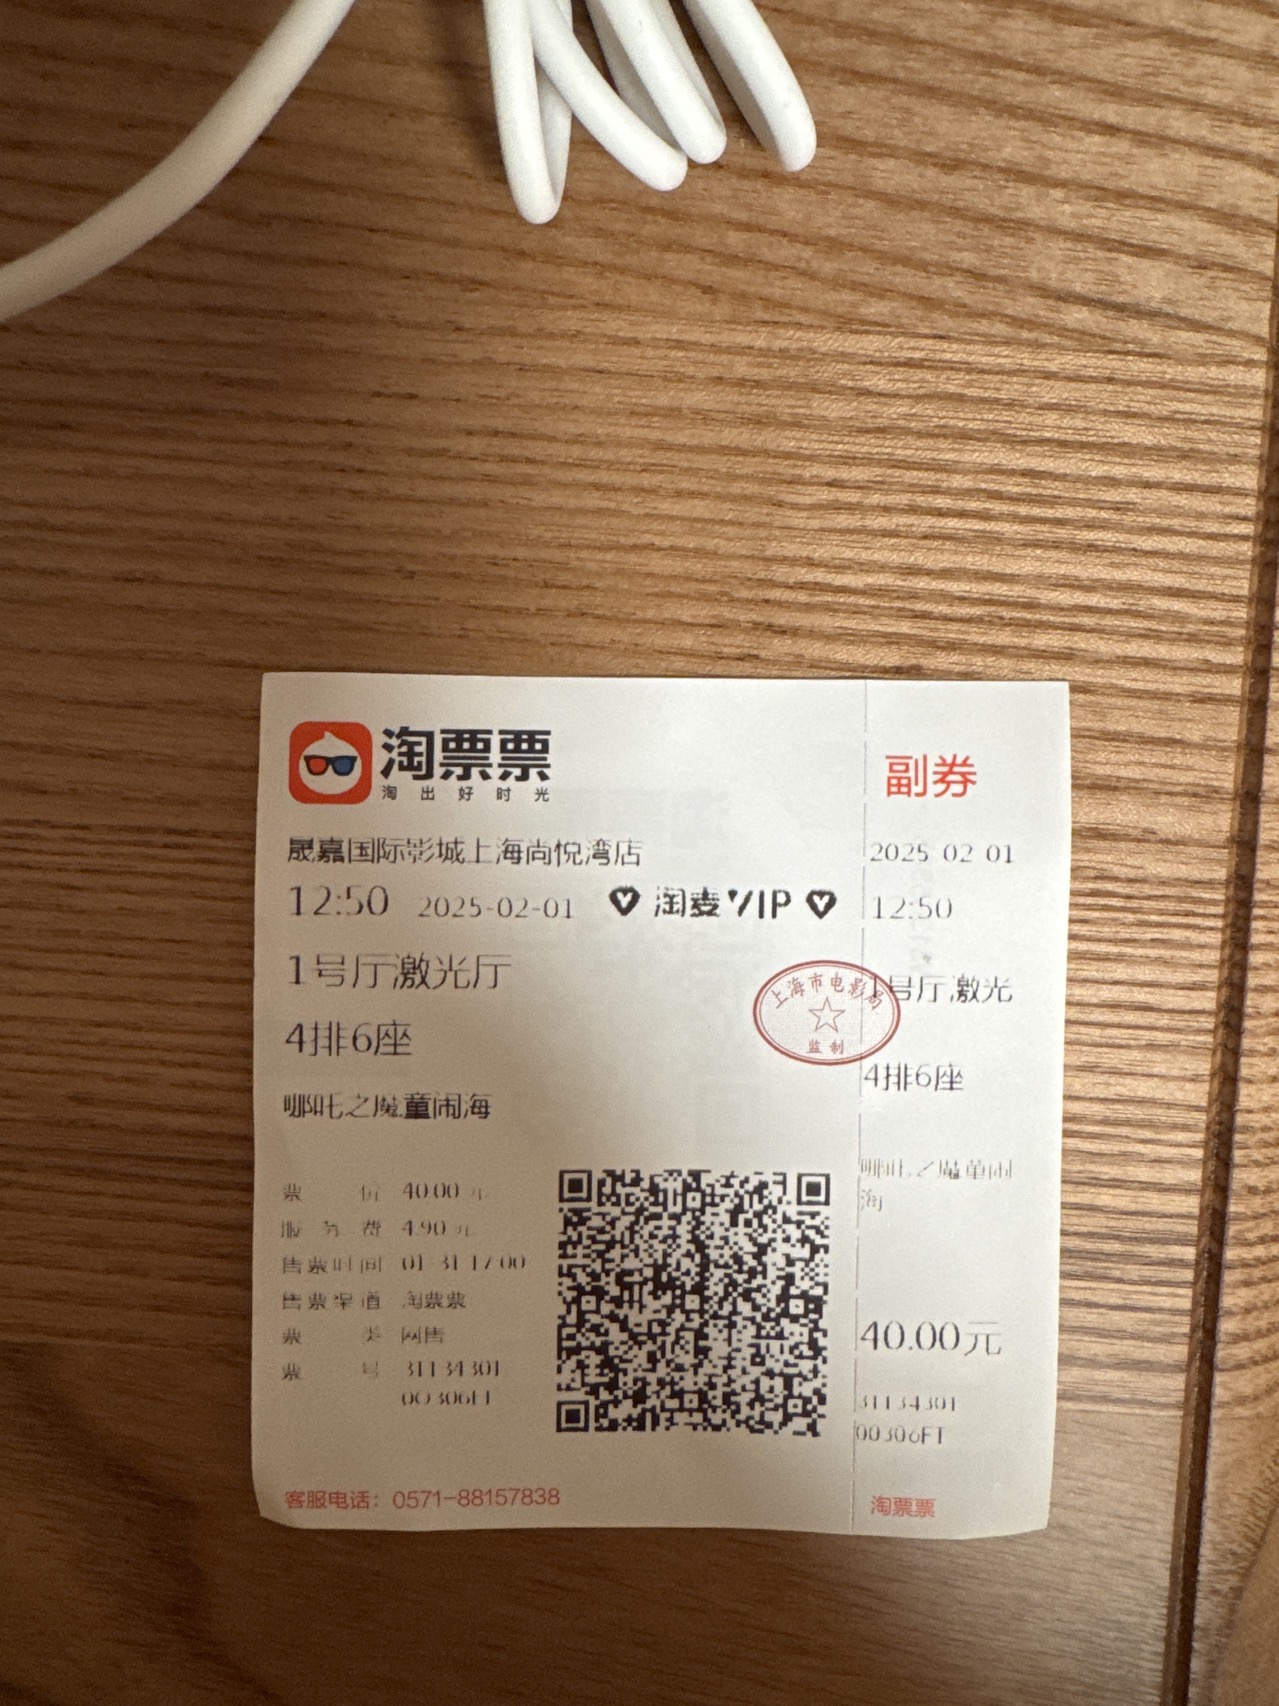 淘票票
淘出好时光
晟嘉国际影城上海尚悦湾店
12:50 2025-02-01 淘麦VIP
1号厅激光厅
4排6座
哪吒之魔童闹海
票价 40.00 元
服务费 4.90 元
售票时间 01-31 17:00
售票渠道 淘票票
票类 网售
票号 31134301
00306FT
客服电话：0571-88157838
上海市电影局
监制
副券
2025-02-01
12:50
1号厅激光
4排6座
哪吒之魔童闹
海
40.00元
31134301
00306FT
淘票票